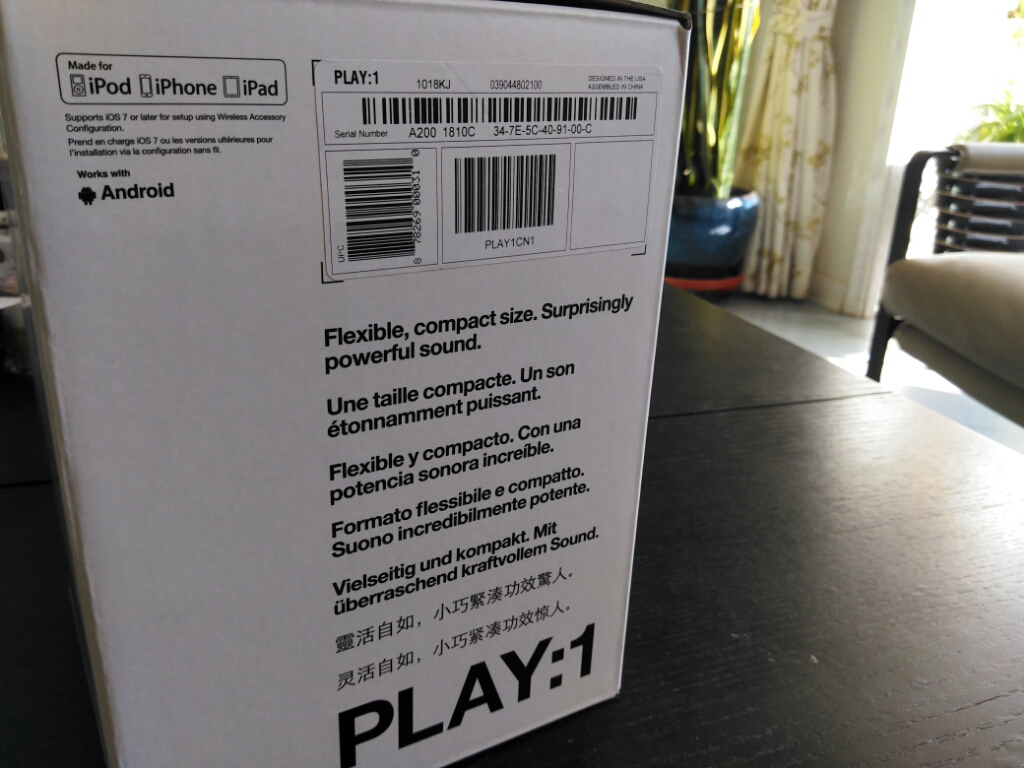 Made for
iPod iPhone iPad
Supports iOS 7 or later for setup using Wireless Accessory
Configuration.
Prend en charge iOS 7 ou les versions ultérieures pour
l'installation via la configuration sans fil.
Works with
Android
PLAY:1 1018KJ 039044802100 DESIGNED IN THE USA
ASSEMBLED IN CHINA
Serial Number A200 1810C 34-7E-5C-40-91-00-C
UPC
0 78269 00031 0
PLAY1CN1
Flexible, compact size. Surprisingly
powerful sound.
Une taille compacte. Un son
étonnamment puissant.
Flexible y compacto. Con una
potencia sonora increíble.
Formato flessibile e compatto.
Suono incredibilmente potente.
Vielseitig und kompakt. Mit
überraschend kraftvollem Sound.
靈活自如，小巧緊湊功效驚人。
灵活自如，小巧紧凑功效惊人。
PLAY:1